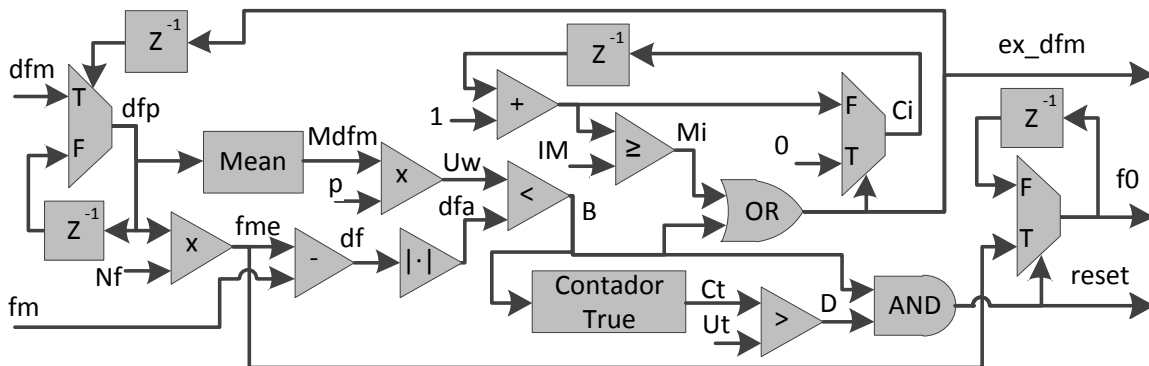 Z⁻¹
Z⁻¹
ex_dfm
dfm
T
dfp
F
+
1
F
Ci
Z⁻¹
Mean
Mdfm
IM
≥
Mi
0
T
p
x
Uw
<
B
OR
F
f0
Z⁻¹
dfa
fme
x
Nf
-
df
|·|
T
fm
Contador
True
Ct
Ut
>
D
AND
reset